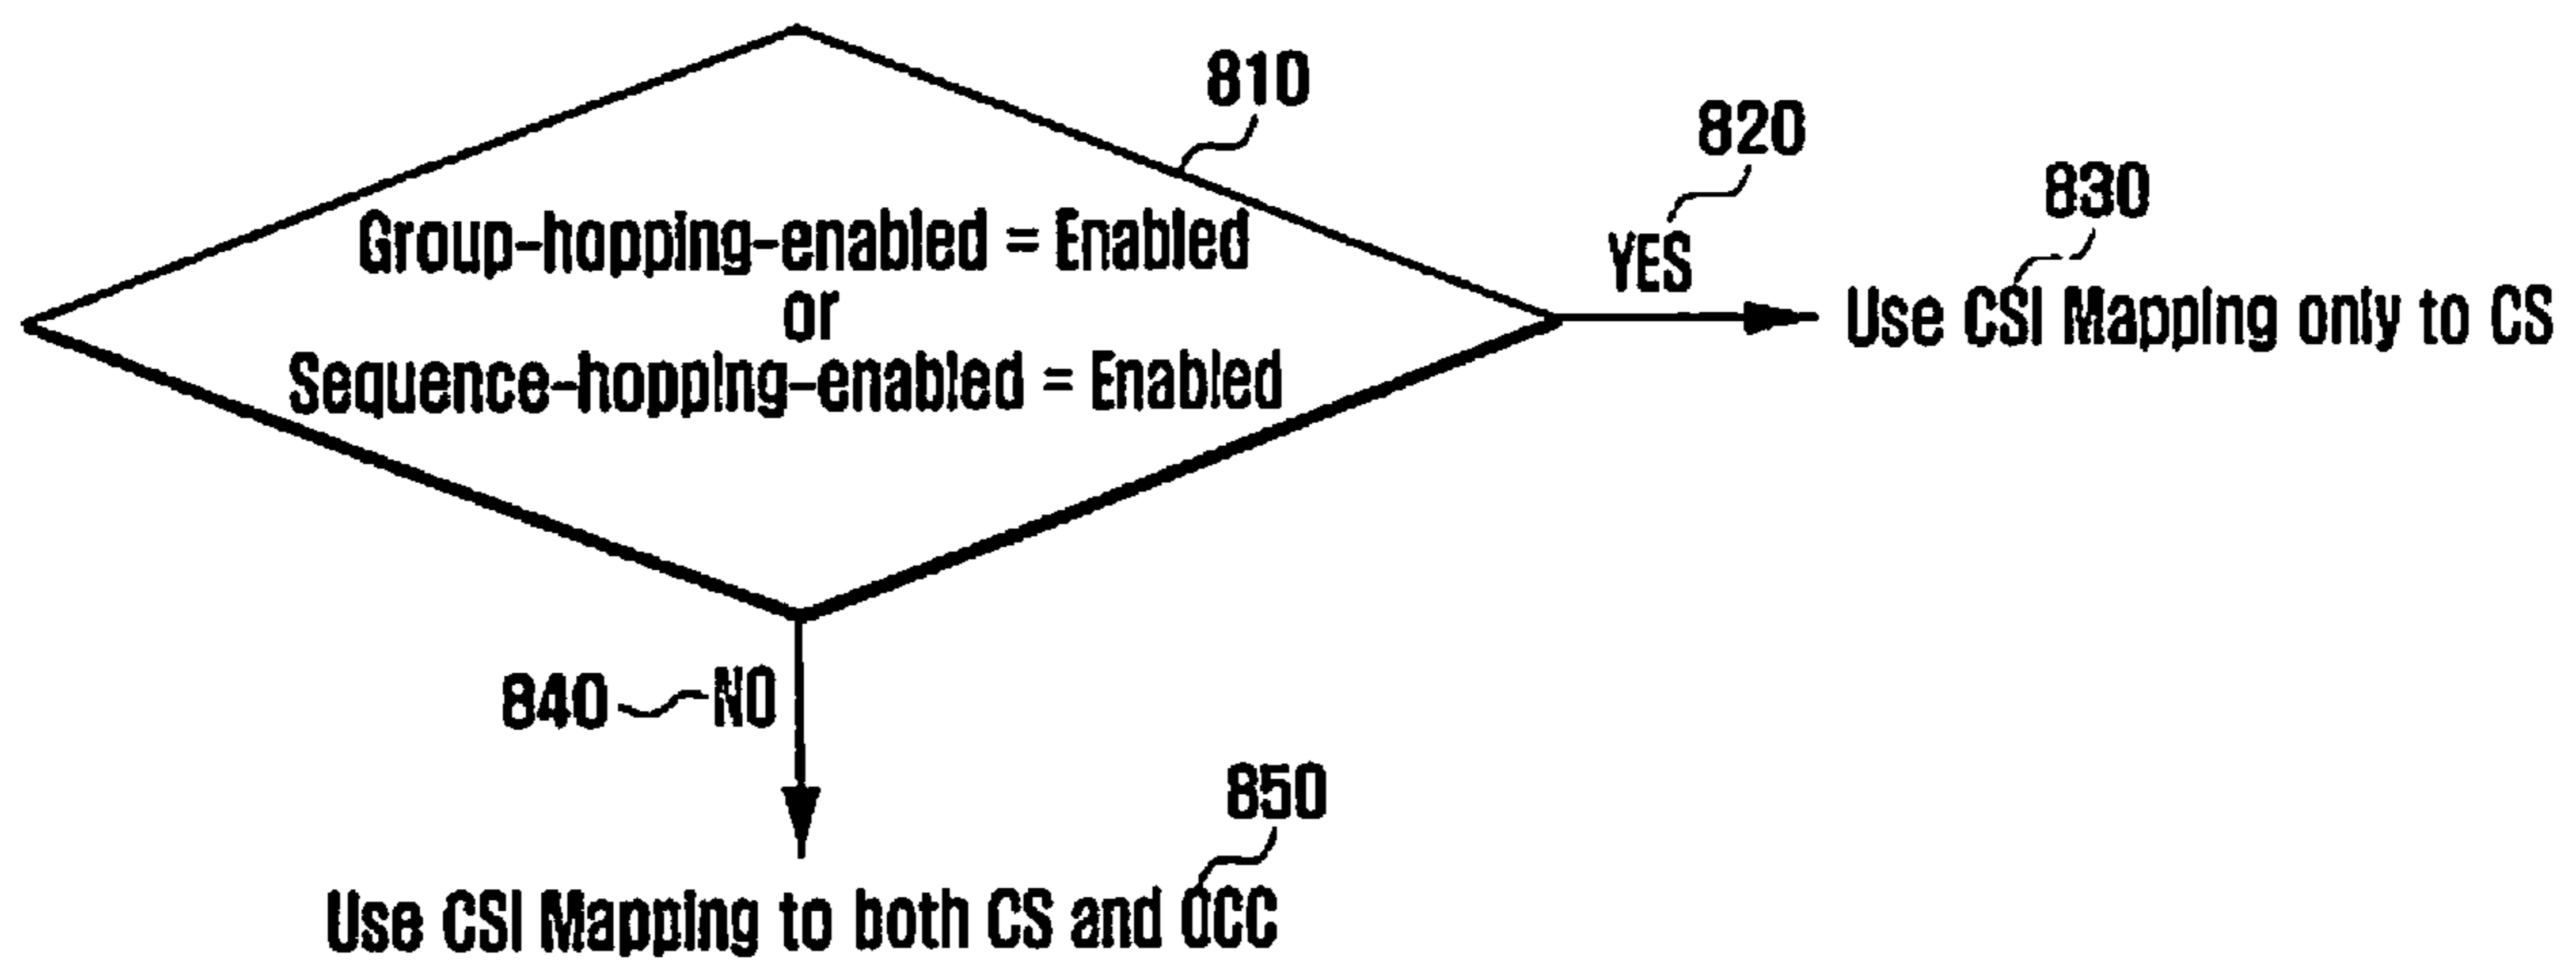 810
820
830
Group-hopping-enabled = Enabled
or
Sequence-hopping-enabled = Enabled
YES
Use CSI Mapping only to CS
840
NO
850
Use CSI Mapping to both CS and OCC